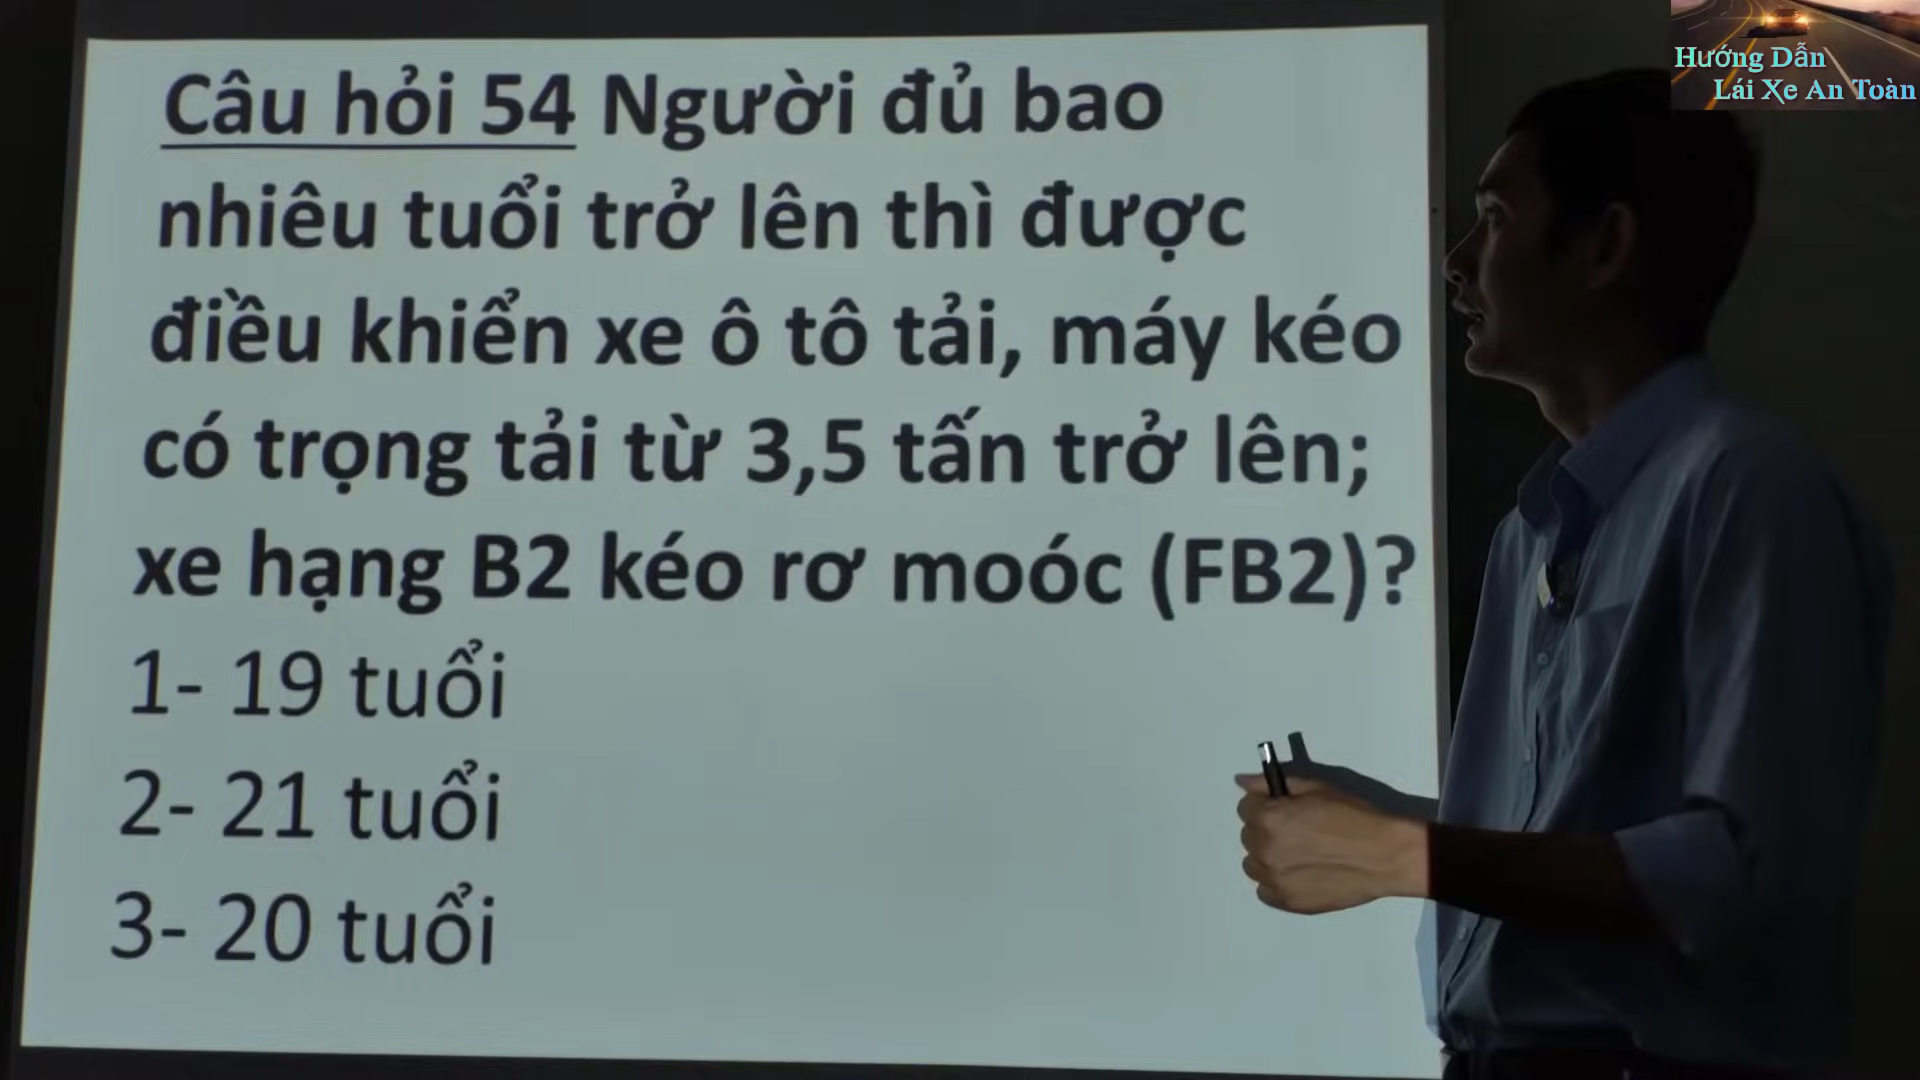 Hướng Dẫn
Lái Xe An Toàn
Câu hỏi 54 Người đủ bao
nhiêu tuổi trở lên thì được
điều khiển xe ô tô tải, máy kéo
có trọng tải từ 3,5 tấn trở lên;
xe hạng B2 kéo rơ moóc (FB2)?
1- 19 tuổi
2- 21 tuổi
3- 20 tuổi